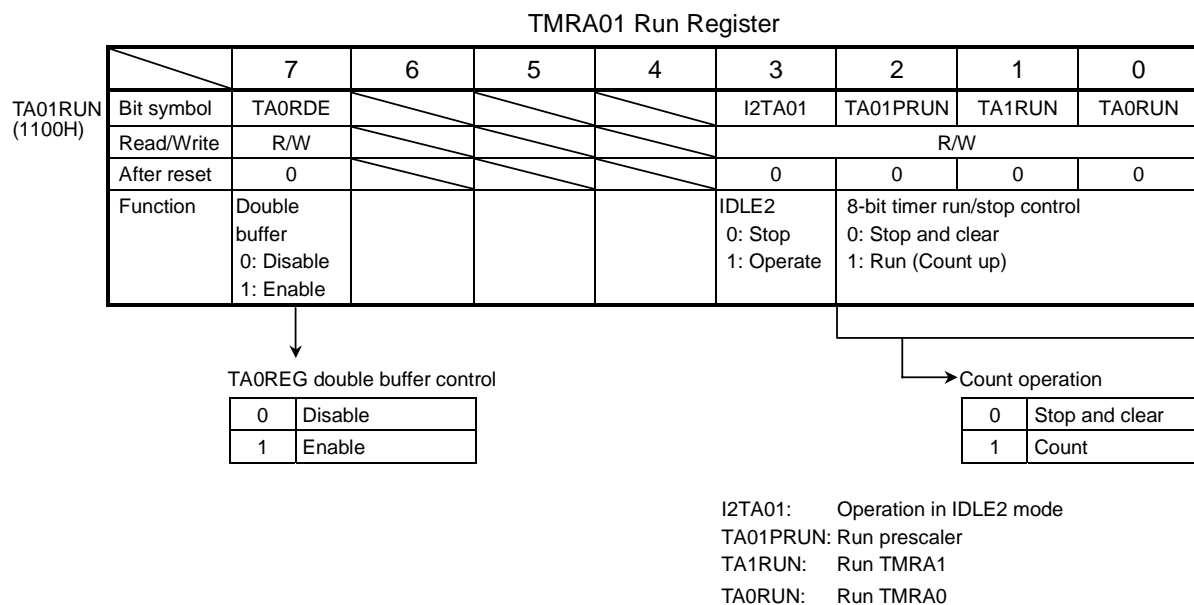 TMRA01 Run Register
7 6 5 4 3 2 1 0
TA01RUN
(1100H)
Bit symbol TA0RDE I2TA01 TA01PRUN TA1RUN TA0RUN
Read/Write R/W R/W
After reset 0 0 0 0 0
Function
Double
buffer
0: Disable
1: Enable
IDLE2
0: Stop
1: Operate
8-bit timer run/stop control
0: Stop and clear
1: Run (Count up)
TA0REG double buffer control
0 Disable
1 Enable
Count operation
0 Stop and clear
1 Count
I2TA01: Operation in IDLE2 mode
TA01PRUN: Run prescaler
TA1RUN: Run TMRA1
TA0RUN: Run TMRA0